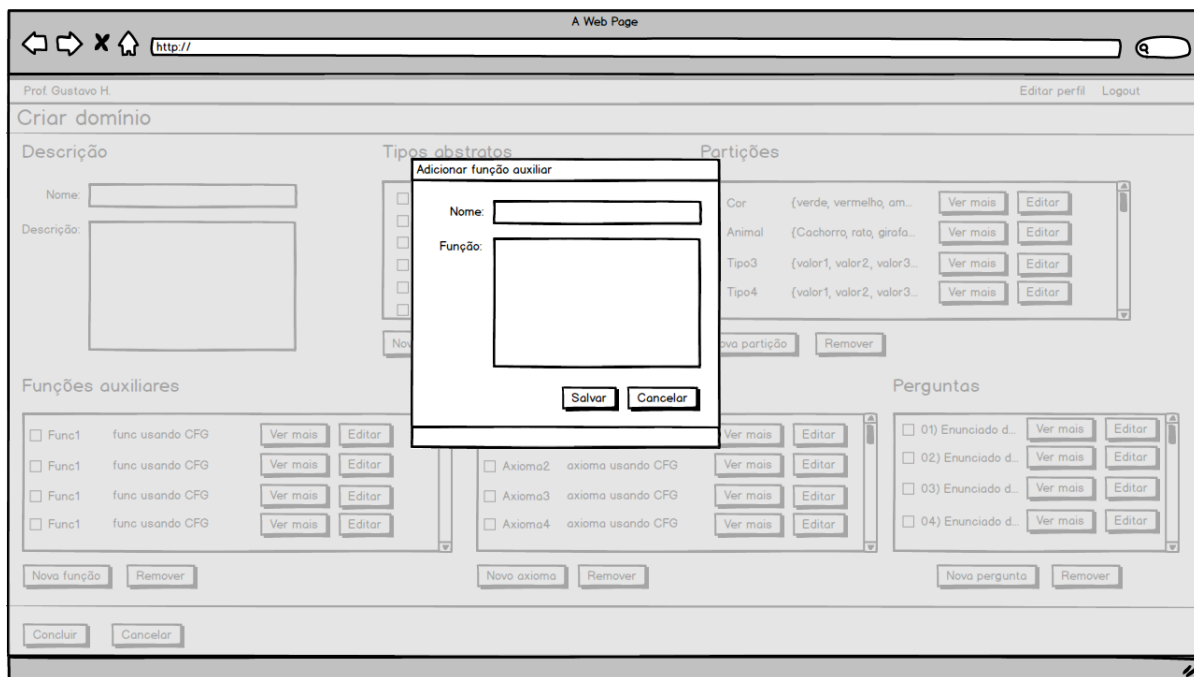 A Web Page
http://
Prof. Gustavo H.
Editar perfil Logout
Criar domínio
Descrição
Nome:
Descrição:
Tipos abstratos
Partições
Cor {verde, vermelho, am... Ver mais Editar
Animal {Cachorro, rato, girafa... Ver mais Editar
Tipo3 {valor1, valor2, valor3... Ver mais Editar
Tipo4 {valor1, valor2, valor3... Ver mais Editar
partição Remover
Adicionar função auxiliar
Nome:
Função:
Salvar Cancelar
Funções auxiliares
Func1 func usando CFG Ver mais Editar
Func1 func usando CFG Ver mais Editar
Func1 func usando CFG Ver mais Editar
Func1 func usando CFG Ver mais Editar
Nova função Remover
Ver mais Editar
Axioma2 axioma usando CFG Ver mais Editar
Axioma3 axioma usando CFG Ver mais Editar
Axioma4 axioma usando CFG Ver mais Editar
Novo axioma Remover
Perguntas
01) Enunciado d... Ver mais Editar
02) Enunciado d... Ver mais Editar
03) Enunciado d... Ver mais Editar
04) Enunciado d... Ver mais Editar
Nova pergunta Remover
Concluir Cancelar